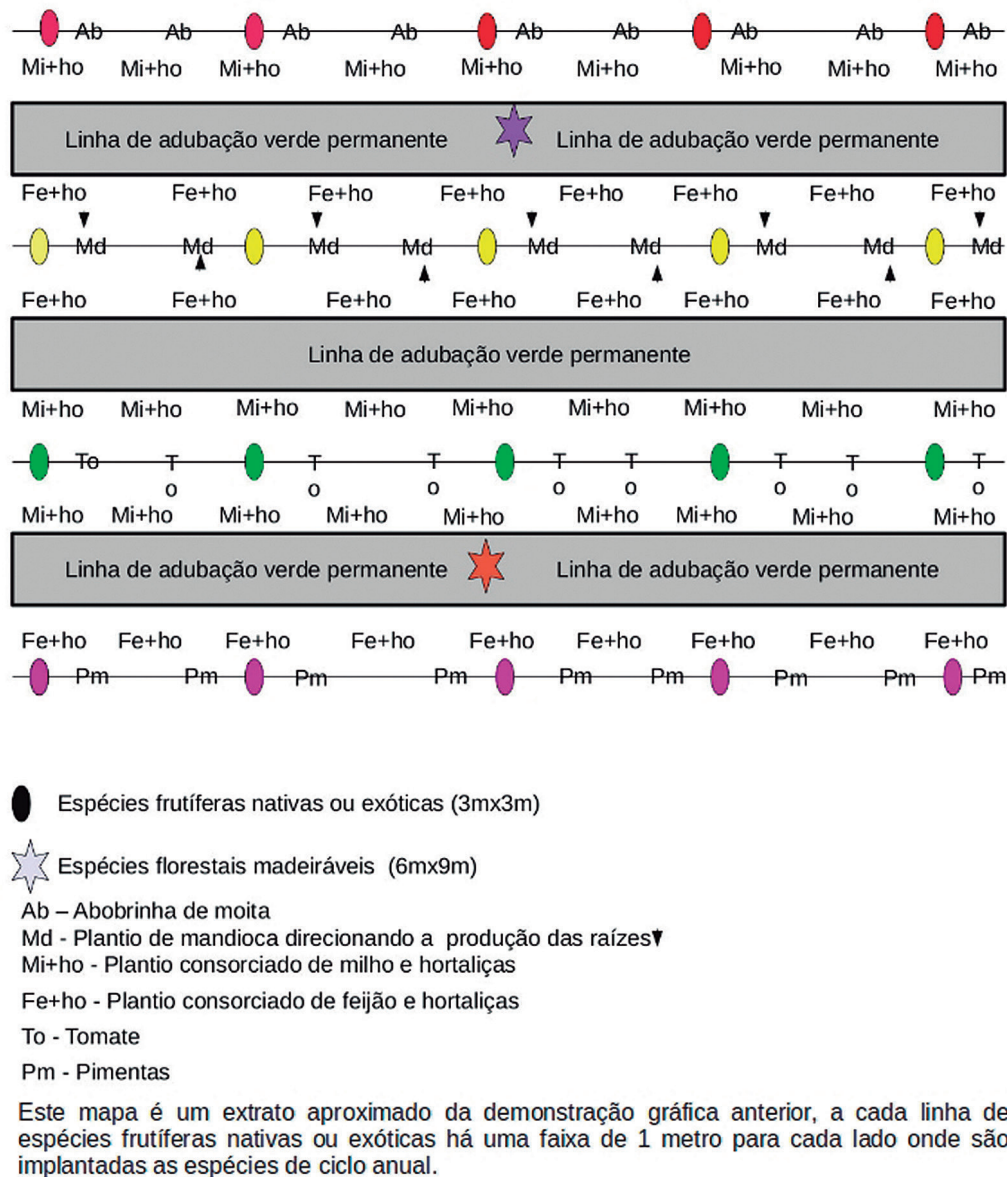 Ab Ab Ab Ab Ab Ab Ab Ab Ab
Mi+ho Mi+ho Mi+ho Mi+ho Mi+ho Mi+ho Mi+ho Mi+ho Mi+ho
Linha de adubação verde permanente Linha de adubação verde permanente
Fe+ho Fe+ho Fe+ho Fe+ho Fe+ho Fe+ho Fe+ho Fe+ho
Md Md Md Md Md Md Md Md Md
Fe+ho Fe+ho Fe+ho Fe+ho Fe+ho Fe+ho Fe+ho Fe+ho
Linha de adubação verde permanente
Mi+ho Mi+ho Mi+ho Mi+ho Mi+ho Mi+ho Mi+ho Mi+ho Mi+ho
To To To To To To To To To
Mi+ho Mi+ho Mi+ho Mi+ho Mi+ho Mi+ho Mi+ho Mi+ho Mi+ho
Linha de adubação verde permanente Linha de adubação verde permanente
Fe+ho Fe+ho Fe+ho Fe+ho Fe+ho Fe+ho Fe+ho Fe+ho Fe+ho
Pm Pm Pm Pm Pm Pm Pm Pm Pm
Espécies frutíferas nativas ou exóticas (3mx3m)
Espécies florestais madeiráveis (6mx9m)
Ab – Abobrinha de moita
Md - Plantio de mandioca direcionando a produção das raízes
Mi+ho - Plantio consorciado de milho e hortaliças
Fe+ho - Plantio consorciado de feijão e hortaliças
To - Tomate
Pm - Pimentas
Este mapa é um extrato aproximado da demonstração gráfica anterior, a cada linha de
espécies frutíferas nativas ou exóticas há uma faixa de 1 metro para cada lado onde são
implantadas as espécies de ciclo anual.